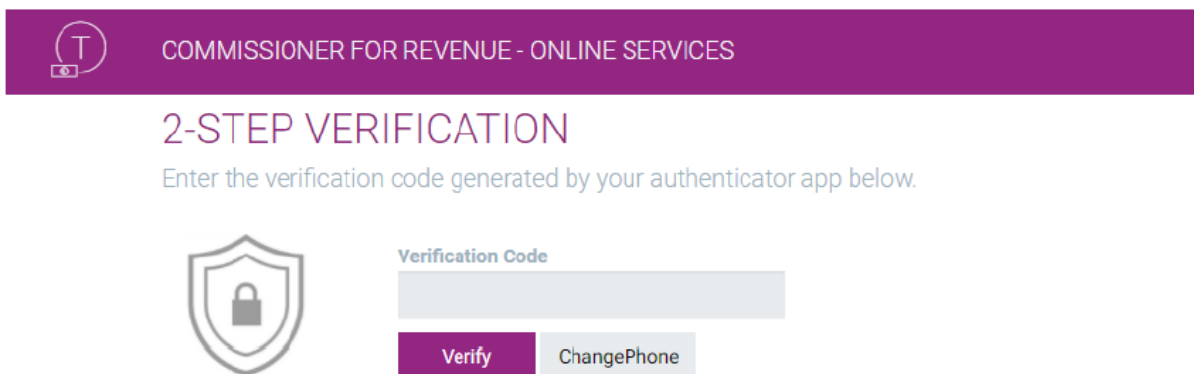 T
COMMISSIONER FOR REVENUE - ONLINE SERVICES
2-STEP VERIFICATION
Enter the verification code generated by your authenticator app below.
Verification Code
Verify ChangePhone